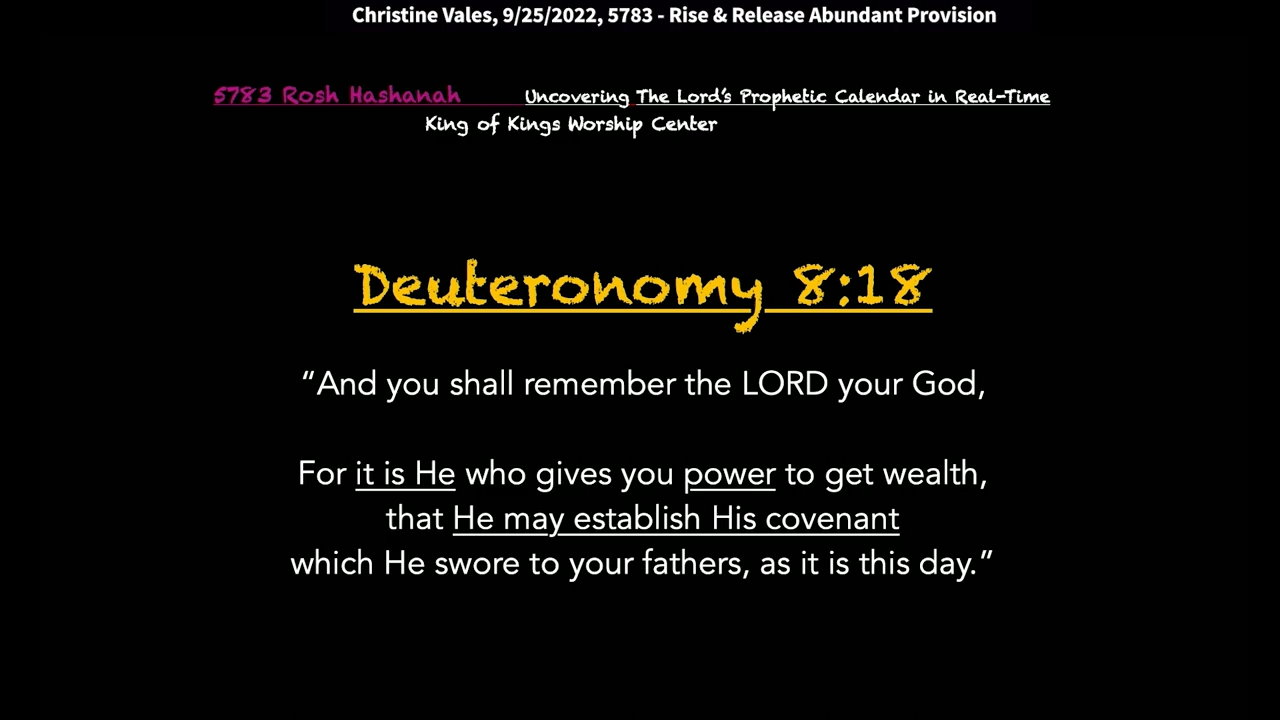 Christine Vales, 9/25/2022, 5783 - Rise & Release Abundant Provision
5783 Rosh Hashanah Uncovering The Lord's Prophetic Calendar in Real-Time
King of Kings Worship Center
Deuteronomy 8:18
“And you shall remember the LORD your God,
For it is He who gives you power to get wealth,
that He may establish His covenant
which He swore to your fathers, as it is this day.”